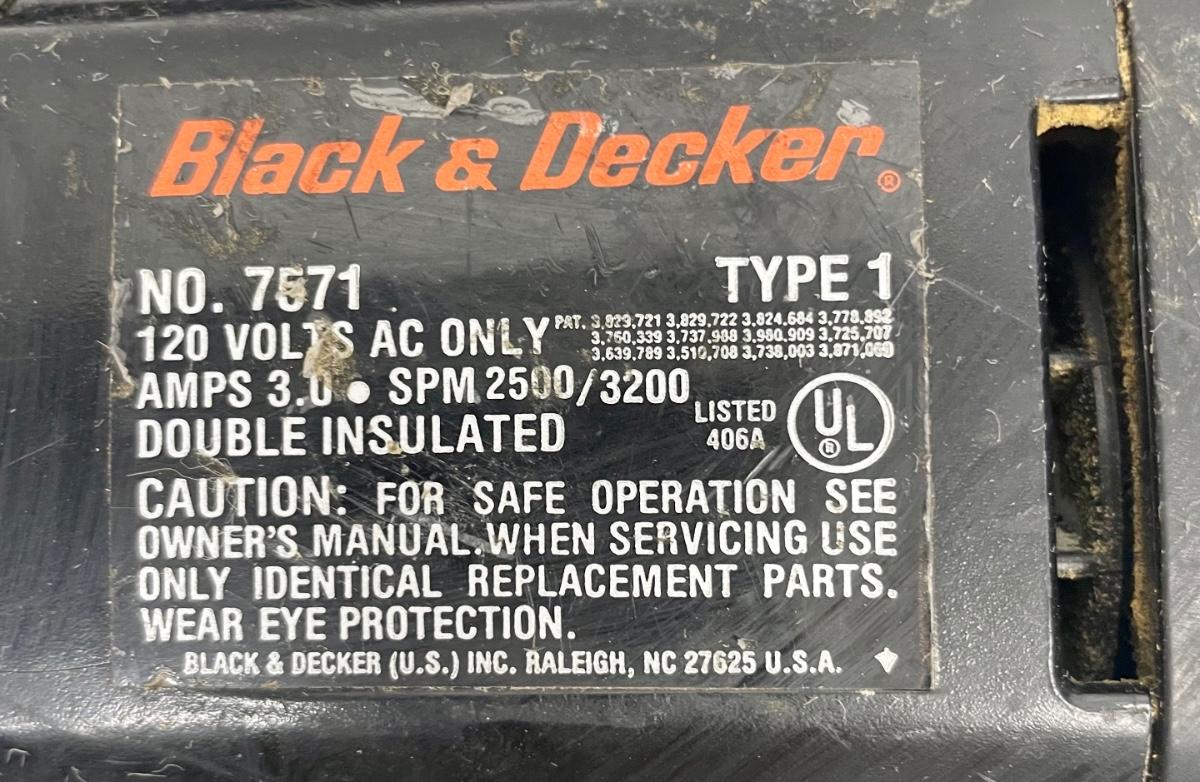 Black & Decker®
NO. 7571 TYPE 1
120 VOLTS AC ONLY PAT. 3,829,721 3,829,722 3,824,684 3,778,892
3,760,339 3,737,988 3,980,909 3,725,707
3,639,789 3,510,708 3,738,003 3,871,069
AMPS 3.0 • SPM 2500/3200
LISTED
406A
UL®
DOUBLE INSULATED
CAUTION: FOR SAFE OPERATION SEE
OWNER'S MANUAL. WHEN SERVICING USE
ONLY IDENTICAL REPLACEMENT PARTS.
WEAR EYE PROTECTION.
BLACK & DECKER (U.S.) INC. RALEIGH, NC 27625 U.S.A.